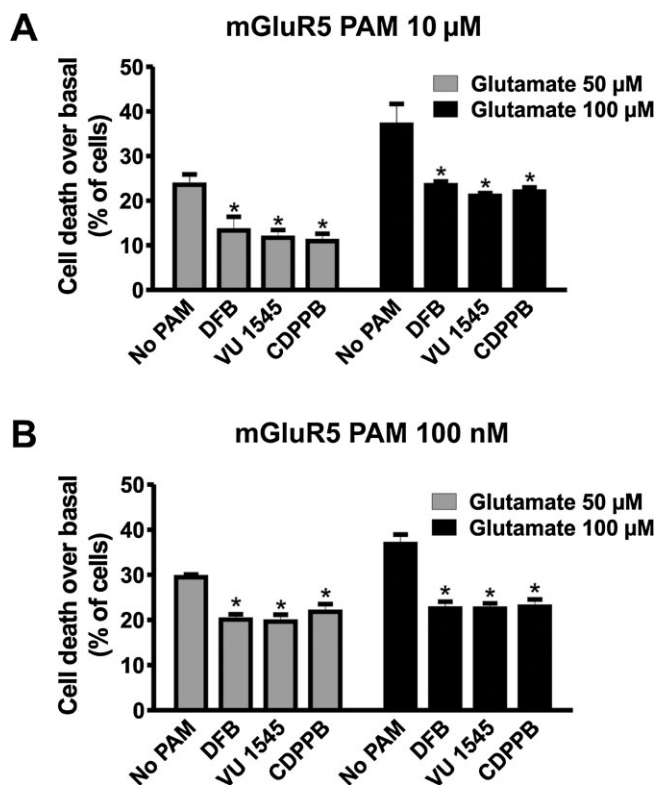 A
mGluR5 PAM 10 µM
Cell death over basal
(% of cells)
50
40
30
20
10
0
Glutamate 50 µM
Glutamate 100 µM
* * * * * *
No PAM DFB VU 1545 CDPPB No PAM DFB VU 1545 CDPPB
B
mGluR5 PAM 100 nM
Cell death over basal
(% of cells)
50
40
30
20
10
0
Glutamate 50 µM
Glutamate 100 µM
* * * * * *
No PAM DFB VU 1545 CDPPB No PAM DFB VU 1545 CDPPB